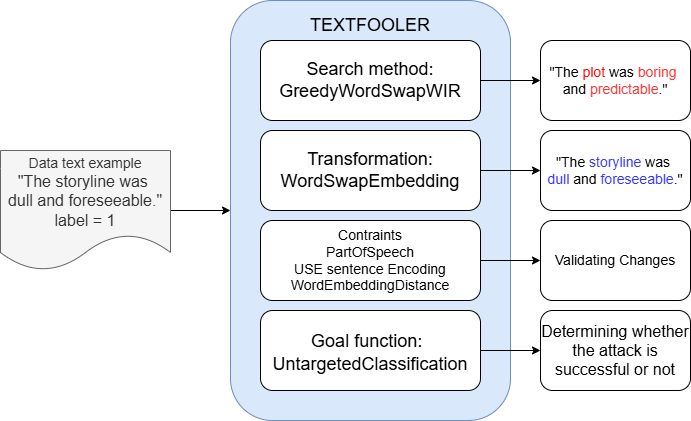 TEXTFOOLER
Data text example
"The storyline was
dull and foreseeable."
label = 1
Search method:
GreedyWordSwapWIR
"The plot was boring
and predictable."
Transformation:
WordSwapEmbedding
"The storyline was
dull and foreseeable."
Contraints
PartOfSpeech
USE sentence Encoding
WordEmbeddingDistance
Validating Changes
Goal function:
UntargetedClassification
Determining whether
the attack is
successful or not